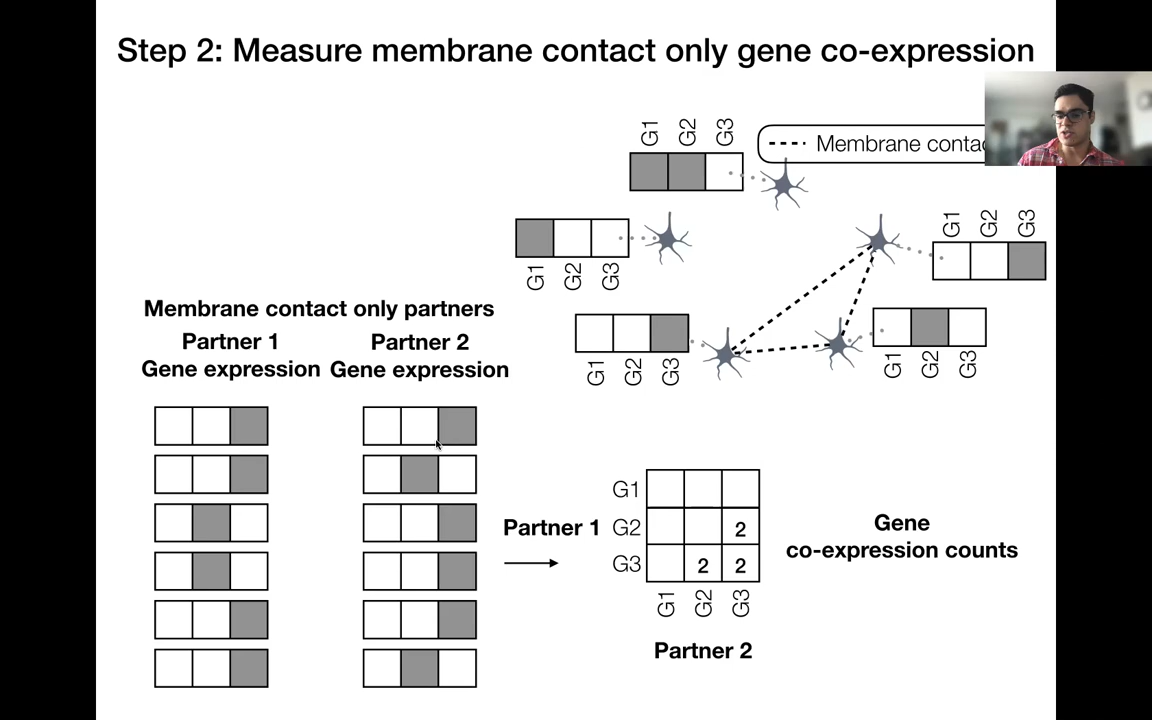 Step 2: Measure membrane contact only gene co-expression
G1
G2
G3
Membrane
G1
G2
G3
G1
G2
G3
Membrane contact only partners
Partner 1
Gene expression
Partner 2
Gene expression
G1
G2
G3
G1
G2
G3
G1
Partner 1
G2
2
G3
2
2
G1
G2
G3
Partner 2
Gene
co-expression counts